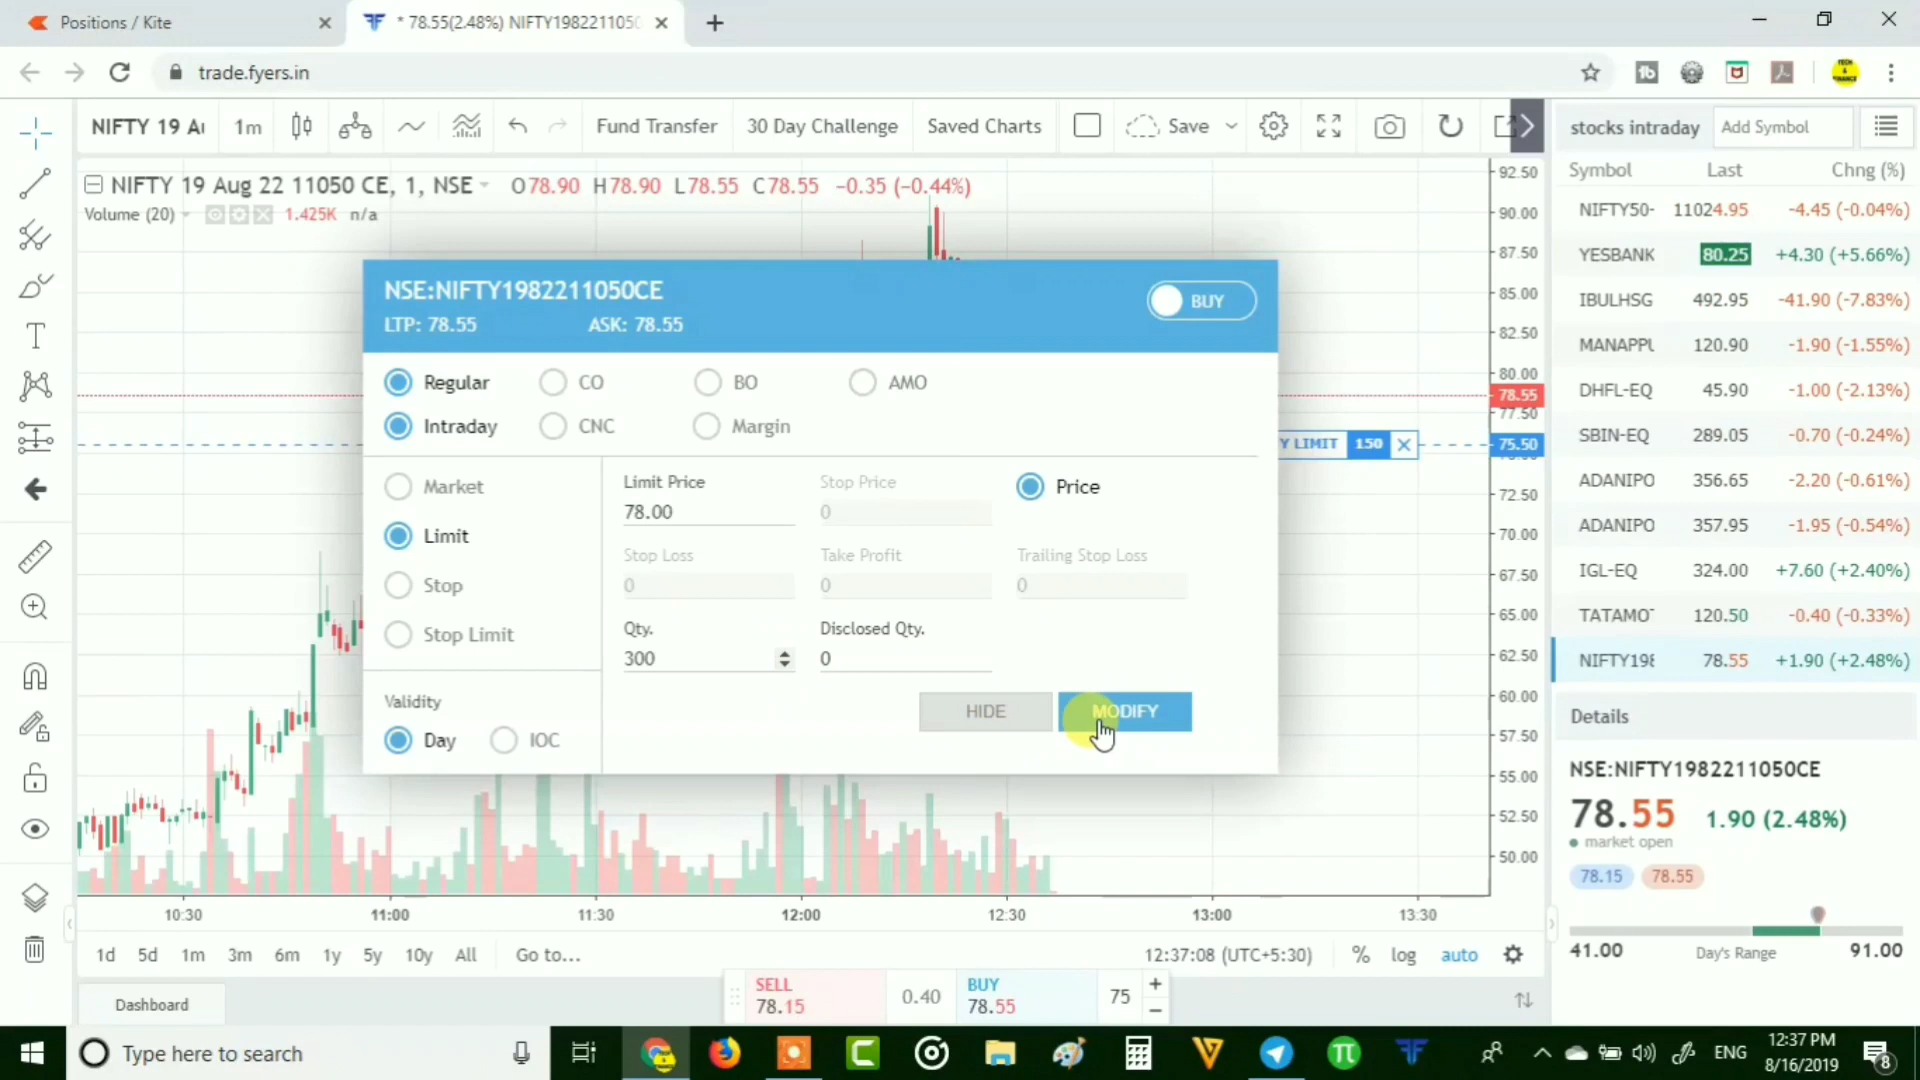 Positions / Kite
* 78.55(2.48%) NIFTY1982211050
trade.fyers.in
NIFTY 19 Au
1m
Fund Transfer
30 Day Challenge
Saved Charts
Save
stocks intraday
Add Symbol
NIFTY 19 Aug 22 11050 CE, 1, NSE O78.90 H78.90 L78.55 C78.55 −0.35 (−0.44%)
Volume (20) 1.425K n/a
Symbol Last Chng (%)
NIFTY50- 11024.95 -4.45 (-0.04%)
YESBANK 80.25 +4.30 (+5.66%)
IBULHSG 492.95 -41.90 (-7.83%)
MANAPPU 120.90 -1.90 (-1.55%)
DHFL-EQ 45.90 -1.00 (-2.13%)
SBIN-EQ 289.05 -0.70 (-0.24%)
ADANIPO 356.65 -2.20 (-0.61%)
ADANIPO 357.95 -1.95 (-0.54%)
IGL-EQ 324.00 +7.60 (+2.40%)
TATAMOT 120.50 -0.40 (-0.33%)
NIFTY198 78.55 +1.90 (+2.48%)
NSE:NIFTY1982211050CE
LTP: 78.55 ASK: 78.55
BUY
Regular CO BO AMO
Intraday CNC Margin
Market
Limit
Stop
Stop Limit
Limit Price
78.00
Stop Price
0
Price
Stop Loss
0
Take Profit
0
Trailing Stop Loss
0
Qty.
300
Disclosed Qty.
0
Validity
Day IOC
HIDE
MODIFY
Y LIMIT 150
92.50
90.00
87.50
85.00
82.50
80.00
78.55
77.50
75.50
72.50
70.00
67.50
65.00
62.50
60.00
57.50
55.00
52.50
50.00
10:30 11:00 11:30 12:00 12:30 13:00 13:30
1d 5d 1m 3m 6m 1y 5y 10y All Go to...
12:37:08 (UTC+5:30) % log auto
Details
NSE:NIFTY1982211050CE
78.55 1.90 (2.48%)
market open
78.15 78.55
41.00 Day's Range 91.00
Dashboard
SELL
78.15
0.40
BUY
78.55
75
Type here to search
ENG
12:37 PM
8/16/2019
8